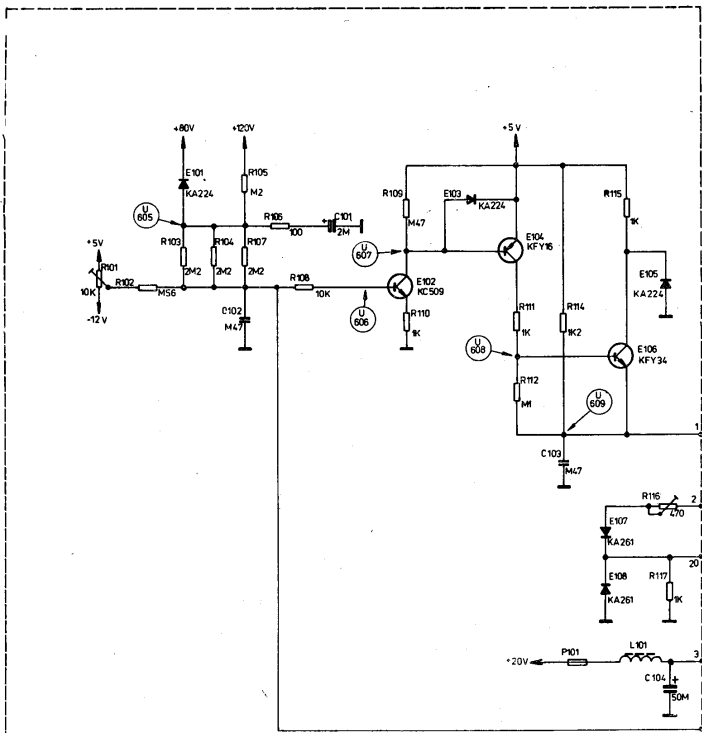 +80V
+120V
+5V
E101
KA224
R105
M2
U
605
R106
100
+
C101
2M
R109
M47
E103
KA224
R115
1K
R103
2M2
R104
2M2
R107
2M2
U
607
E104
KFY16
E105
KA224
+5V
R101
10K
-12V
R102
M56
R108
10K
E102
KC509
C102
M47
U
606
R110
1K
R111
1K
R114
1K2
U
608
E106
KFY34
R112
M1
U
609
1
C103
M47
R116
470
2
E107
KA261
20
E108
KA261
R117
1K
+20V
P101
L101
3
C104
+
50M